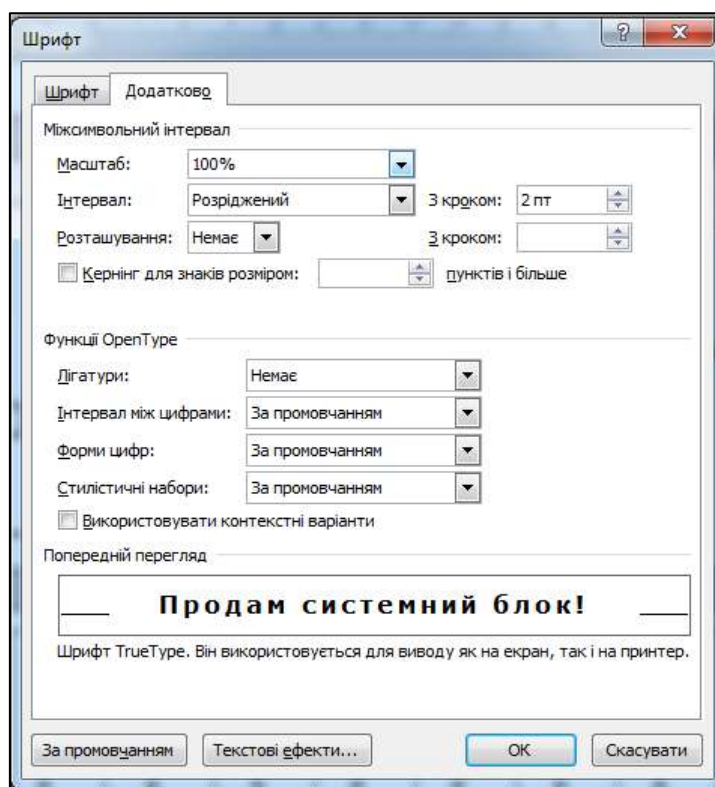 Шрифт
Шрифт Додатково
Міжсимвольний інтервал
Масштаб: 100%
Інтервал: Розріджений З кроком: 2 пт
Розташування: Немає З кроком:
Кернінг для знаків розміром: пунктів і більше
Функції OpenType
Лігатури: Немає
Інтервал між цифрами: За промовчанням
Форми цифр: За промовчанням
Стилістичні набори: За промовчанням
Використовувати контекстні варіанти
Попередній перегляд
Продам системний блок!
Шрифт TrueType. Він використовується для виводу як на екран, так і на принтер.
За промовчанням Текстові ефекти... ОК Скасувати